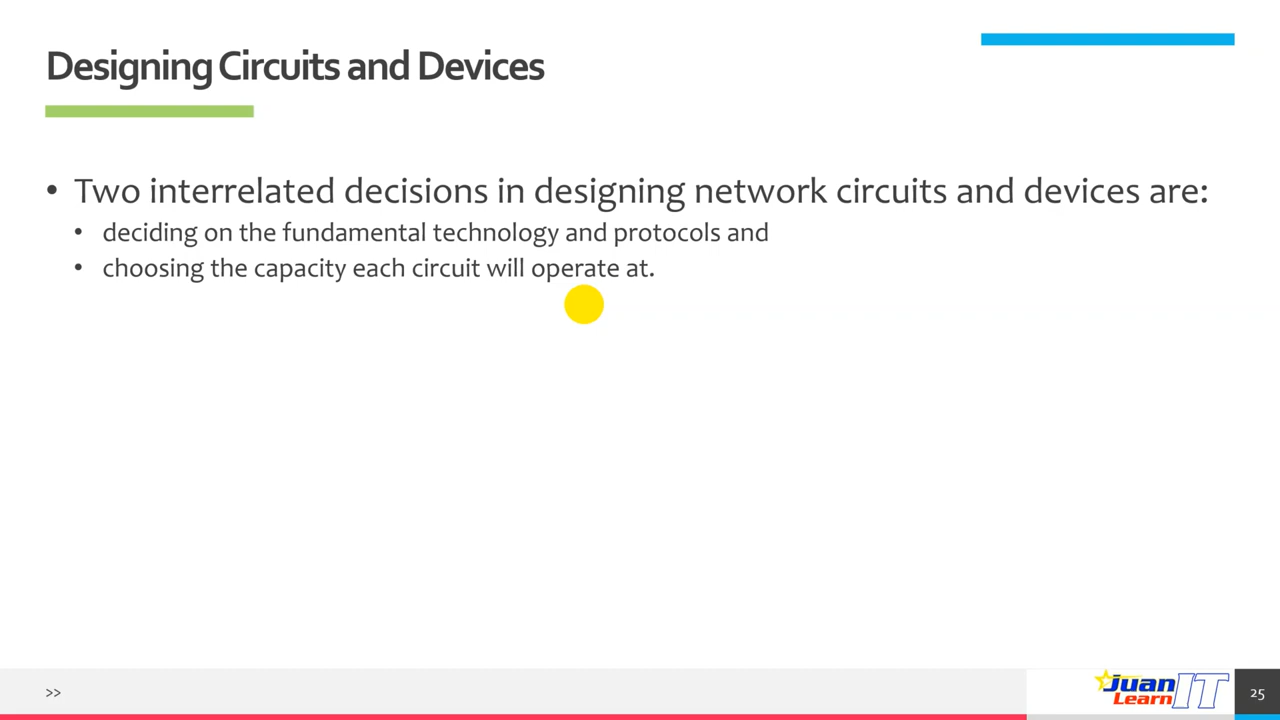 Designing Circuits and Devices
• Two interrelated decisions in designing network circuits and devices are:
• deciding on the fundamental technology and protocols and
• choosing the capacity each circuit will operate at.
>>
Juan
Learn IT
25